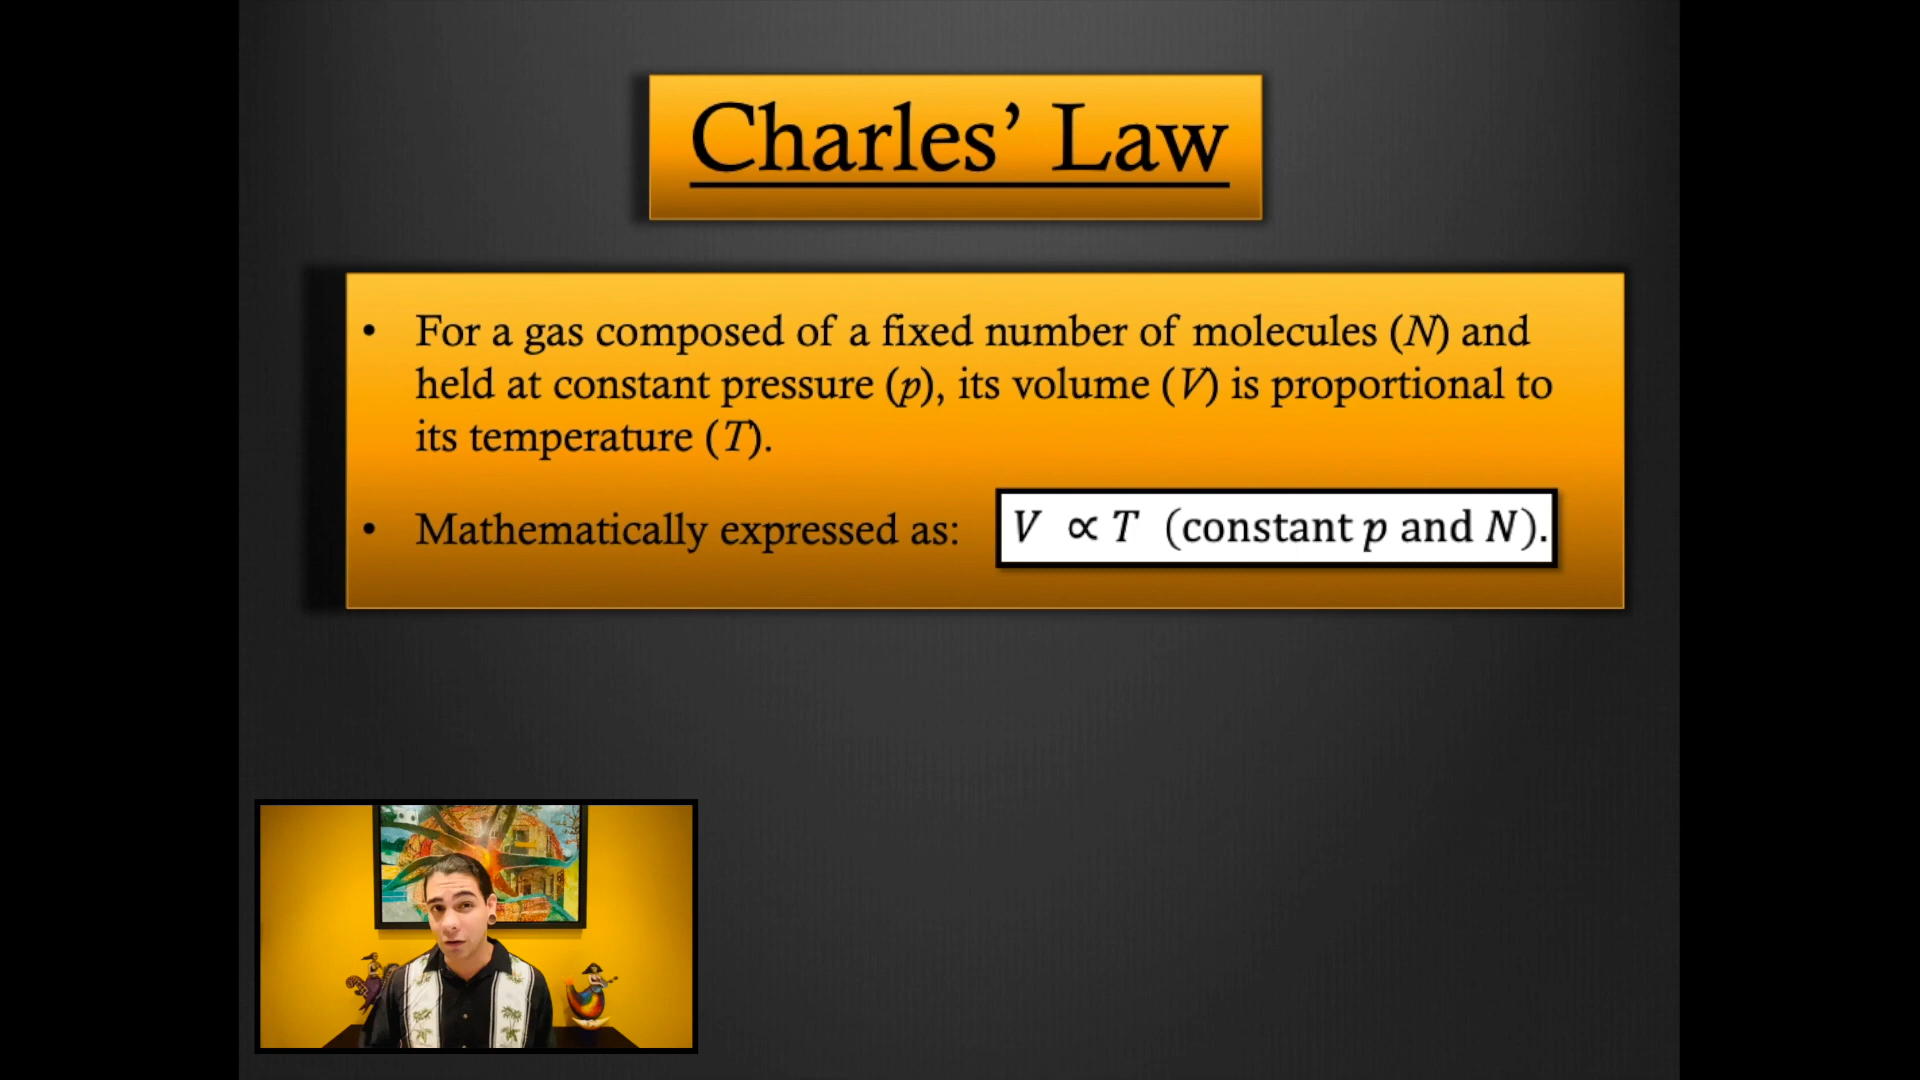 Charles’ Law
• For a gas composed of a fixed number of molecules (N) and
held at constant pressure (p), its volume (V) is proportional to
its temperature (T).
• Mathematically expressed as: V ∝ T (constant p and N).